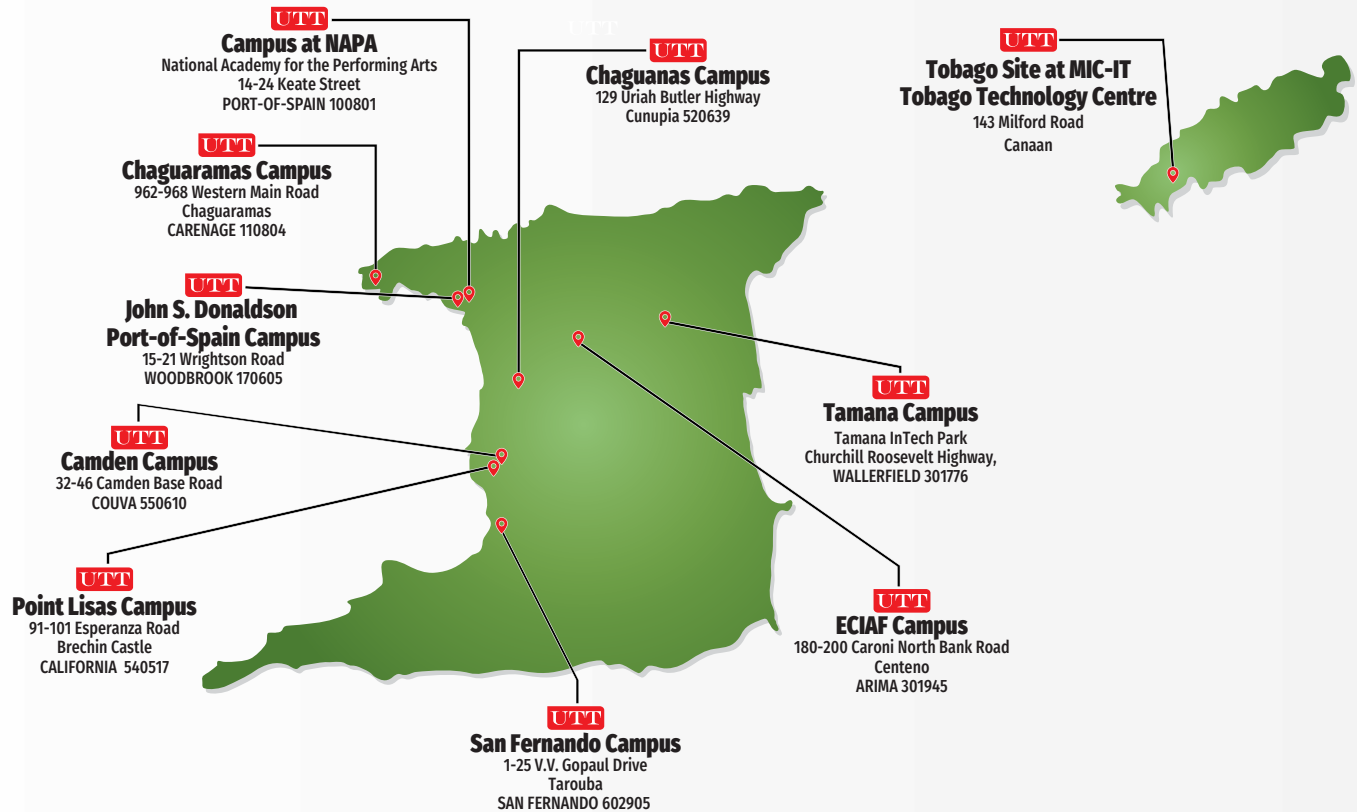 UTT
Campus at NAPA
National Academy for the Performing Arts
14-24 Keate Street
PORT-OF-SPAIN 100801
UTT
UTT
Chaguanas Campus
129 Uriah Butler Highway
Cunupia 520639
UTT
Tobago Site at MIC-IT
Tobago Technology Centre
143 Milford Road
Canaan
UTT
Chaguaramas Campus
962-968 Western Main Road
Chaguaramas
CARENAGE 110804
UTT
John S. Donaldson
Port-of-Spain Campus
15-21 Wrightson Road
WOODBROOK 170605
UTT
Tamana Campus
Tamana InTech Park
Churchill Roosevelt Highway,
WALLERFIELD 301776
UTT
Camden Campus
32-46 Camden Base Road
COUVA 550610
UTT
Point Lisas Campus
91-101 Esperanza Road
Brechin Castle
CALIFORNIA 540517
UTT
ECIAF Campus
180-200 Caroni North Bank Road
Centeno
ARIMA 301945
UTT
San Fernando Campus
1-25 V.V. Gopaul Drive
Tarouba
SAN FERNANDO 602905